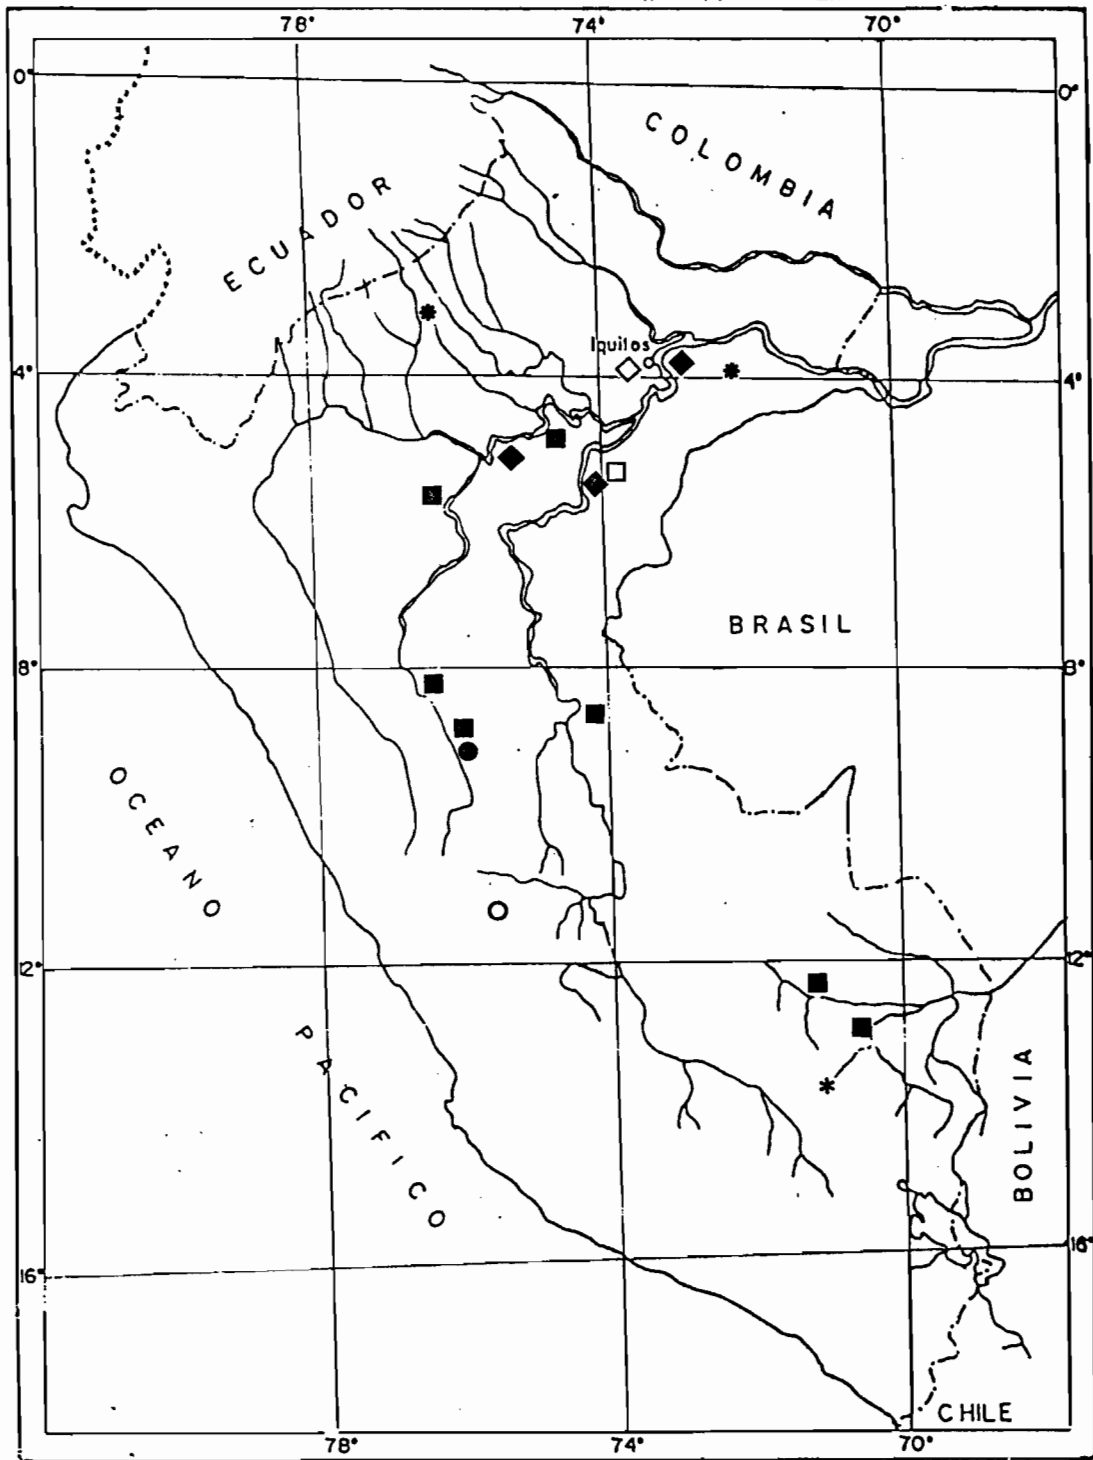 78° 74° 70°
0° 0°
COLOMBIA
ECUADOR
Iquitos
4° 4°
BRASIL
8° 8°
OCEANO
12° 12°
PACIFICO
BOLIVIA
16° 16°
CHILE
78° 74° 70°